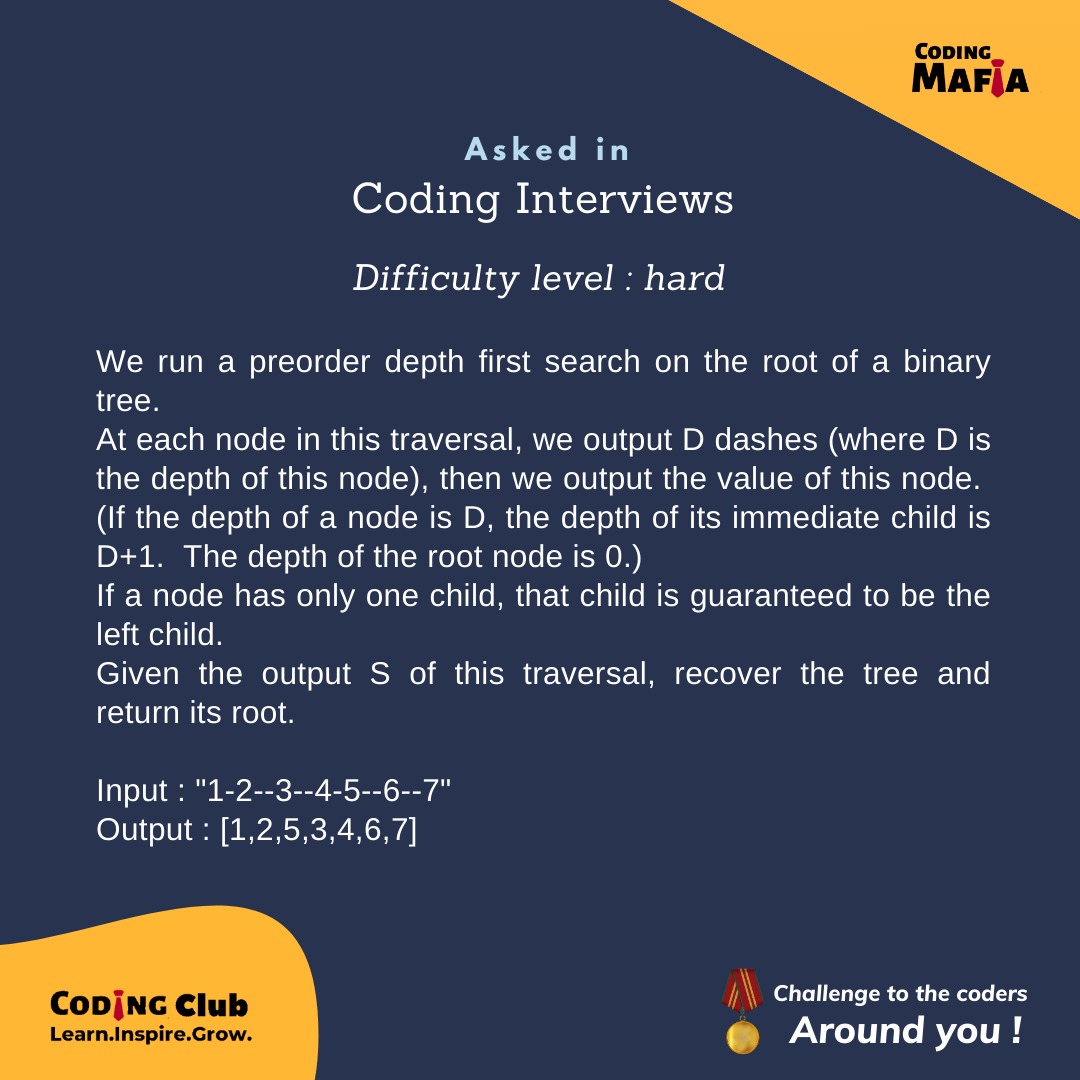 CODING
MAFIA
Asked in
Coding Interviews
Difficulty level : hard
We run a preorder depth first search on the root of a binary
tree.
At each node in this traversal, we output D dashes (where D is
the depth of this node), then we output the value of this node.
(If the depth of a node is D, the depth of its immediate child is
D+1.  The depth of the root node is 0.)
If a node has only one child, that child is guaranteed to be the
left child.
Given the output S of this traversal, recover the tree and
return its root.
Input : "1-2--3--4-5--6--7"
Output : [1,2,5,3,4,6,7]
CODING Club
Learn.Inspire.Grow.
Challenge to the coders
Around you !